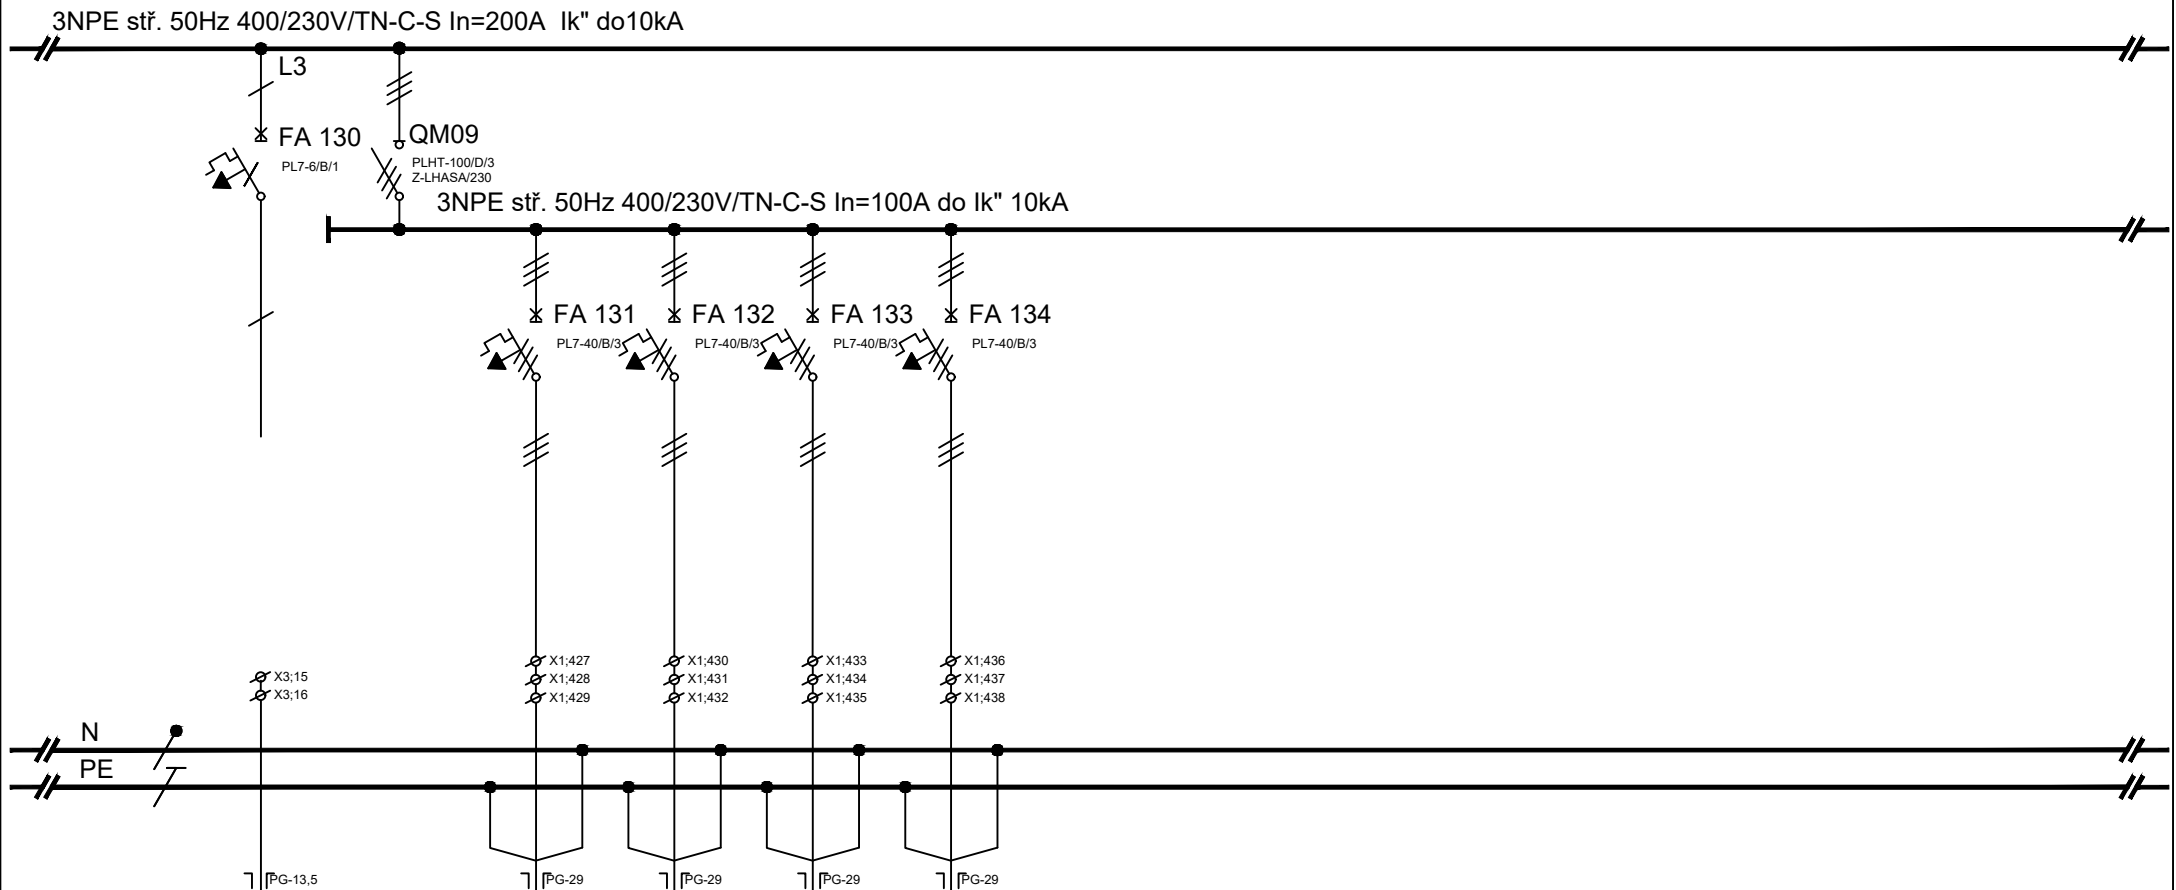 3NPE stř. 50Hz 400/230V/TN-C-S In=200A  Ik" do10kA
L3
FA 130
PL7-6/B/1
QM09
PLHT-100/D/3
Z-LHASA/230
3NPE stř. 50Hz 400/230V/TN-C-S In=100A do Ik" 10kA
FA 131
PL7-40/B/3
FA 132
PL7-40/B/3
FA 133
PL7-40/B/3
FA 134
PL7-40/B/3
X3;15
X3;16
X1;427
X1;428
X1;429
X1;430
X1;431
X1;432
X1;433
X1;434
X1;435
X1;436
X1;437
X1;438
N
PE
PG-13,5
PG-29
PG-29
PG-29
PG-29